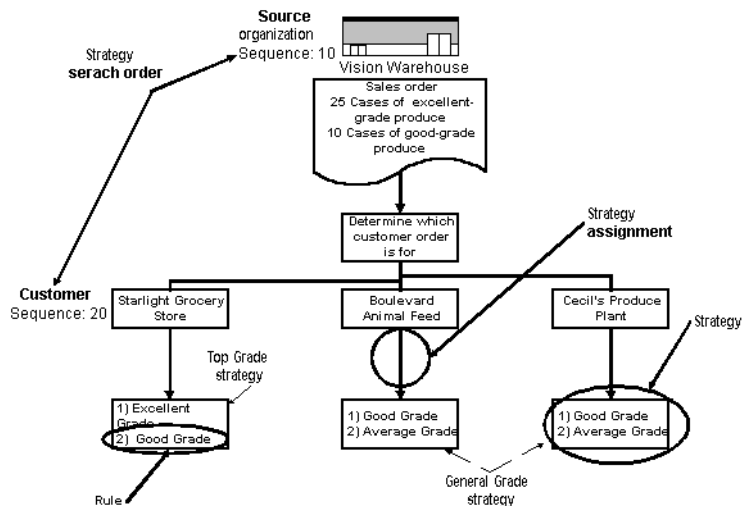 Source
organization
Sequence: 10
Vision Warehouse
Strategy
serach order
Sales order
25 Cases of excellent-
grade produce
10 Cases of good-grade
produce
Determine which
customer order
is for
Strategy
assignment
Customer
Sequence: 20
Starlight Grocery
Store
Boulevard
Animal Feed
Cecil's Produce
Plant
Strategy
Top Grade
strategy
1) Excellent
Grade
2) Good Grade
1) Good Grade
2) Average Grade
1) Good Grade
2) Average Grade
General Grade
strategy
Rule